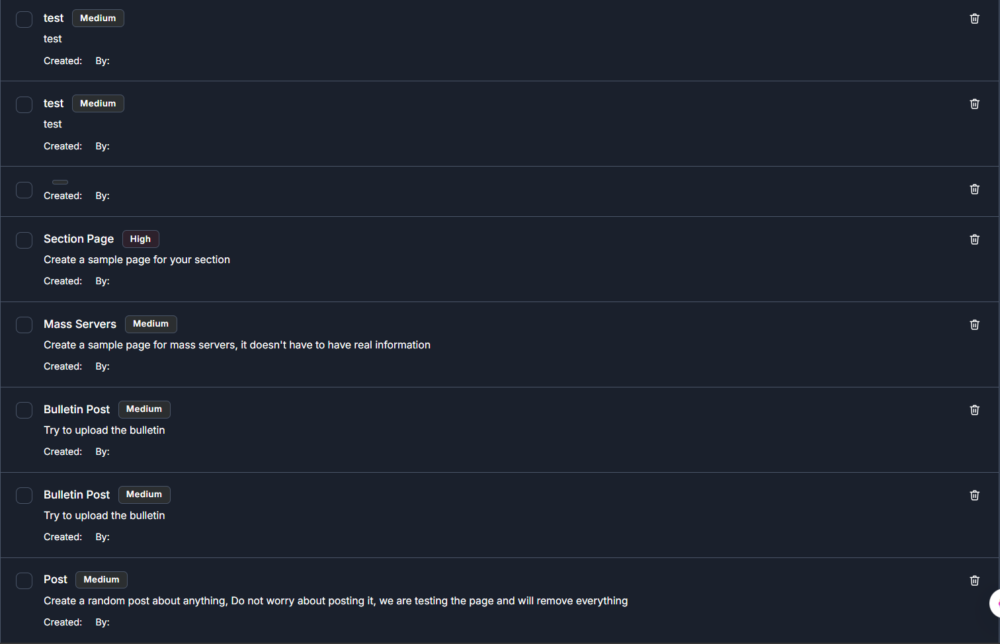 test Medium
test
Created: By:
test Medium
test
Created: By:
Created: By:
Section Page High
Create a sample page for your section
Created: By:
Mass Servers Medium
Create a sample page for mass servers, it doesn't have to have real information
Created: By:
Bulletin Post Medium
Try to upload the bulletin
Created: By:
Bulletin Post Medium
Try to upload the bulletin
Created: By:
Post Medium
Create a random post about anything, Do not worry about posting it, we are testing the page and will remove everything
Created: By: